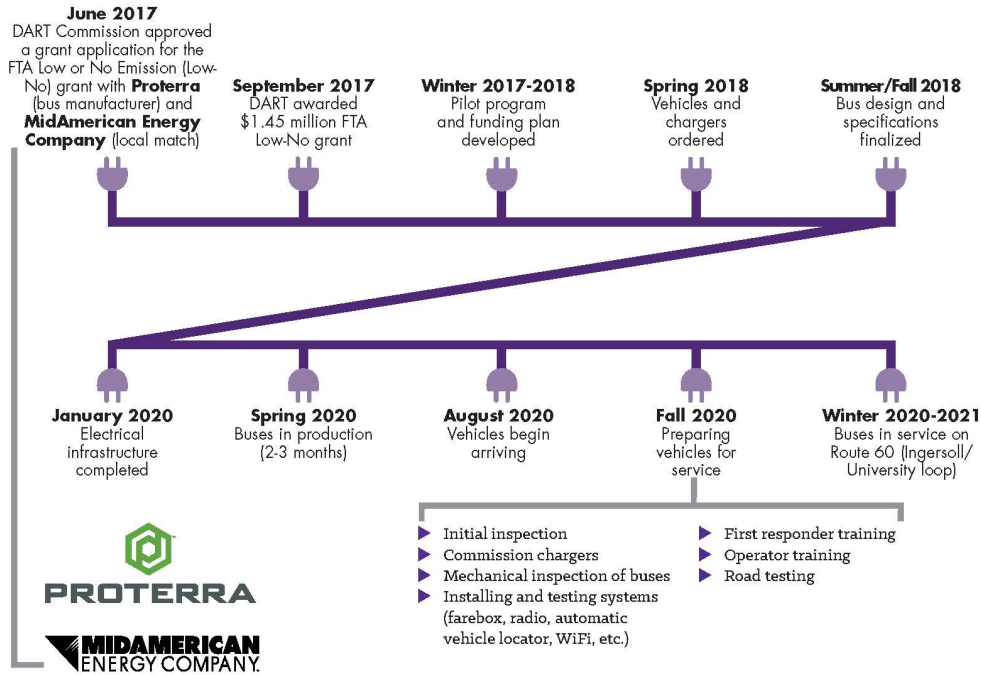 June 2017
DART Commission approved
a grant application for the
FTA Low or No Emission (Low-
No) grant with Proterra
(bus manufacturer) and
MidAmerican Energy
Company (local match)
September 2017
DART awarded
$1.45 million FTA
Low-No grant
Winter 2017-2018
Pilot program
and funding plan
developed
Spring 2018
Vehicles and
chargers
ordered
Summer/Fall 2018
Bus design and
specifications
finalized
January 2020
Electrical
infrastructure
completed
Spring 2020
Buses in production
(2-3 months)
August 2020
Vehicles begin
arriving
Fall 2020
Preparing
vehicles for
service
Winter 2020-2021
Buses in service on
Route 60 (Ingersoll/
University loop)
Initial inspection
Commission chargers
Mechanical inspection of buses
Installing and testing systems
(farebox, radio, automatic
vehicle locator, WiFi, etc.)
First responder training
Operator training
Road testing
PROTERRA
MIDAMERICAN
ENERGY COMPANY.